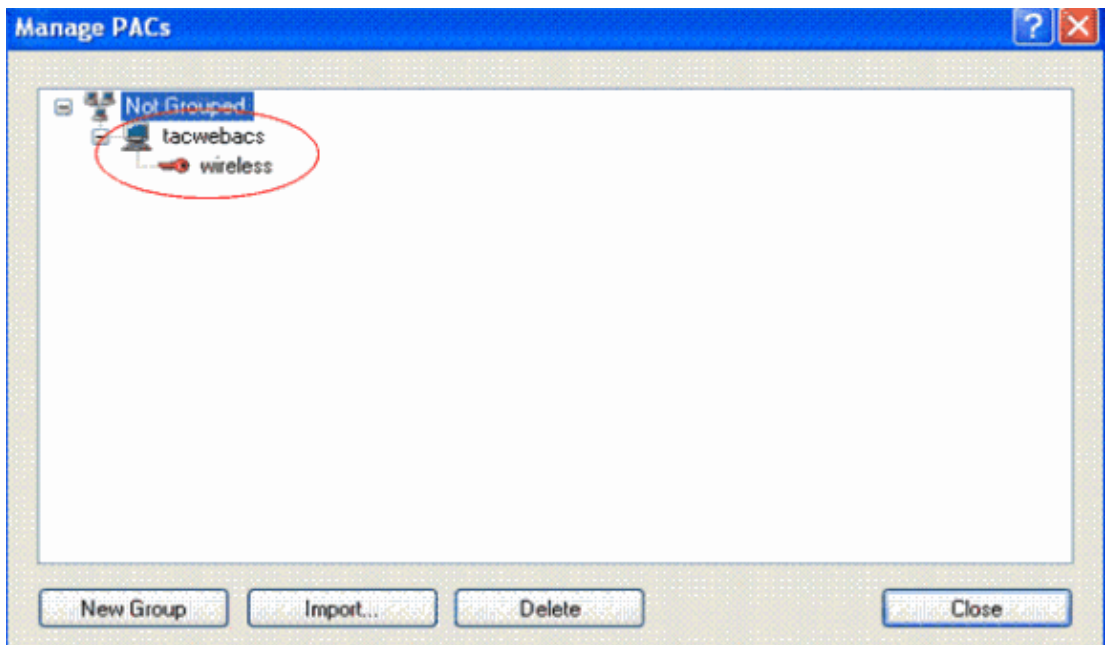 Manage PACs
Not Grouped
tacwebacs
wireless
New Group
Import...
Delete
Close